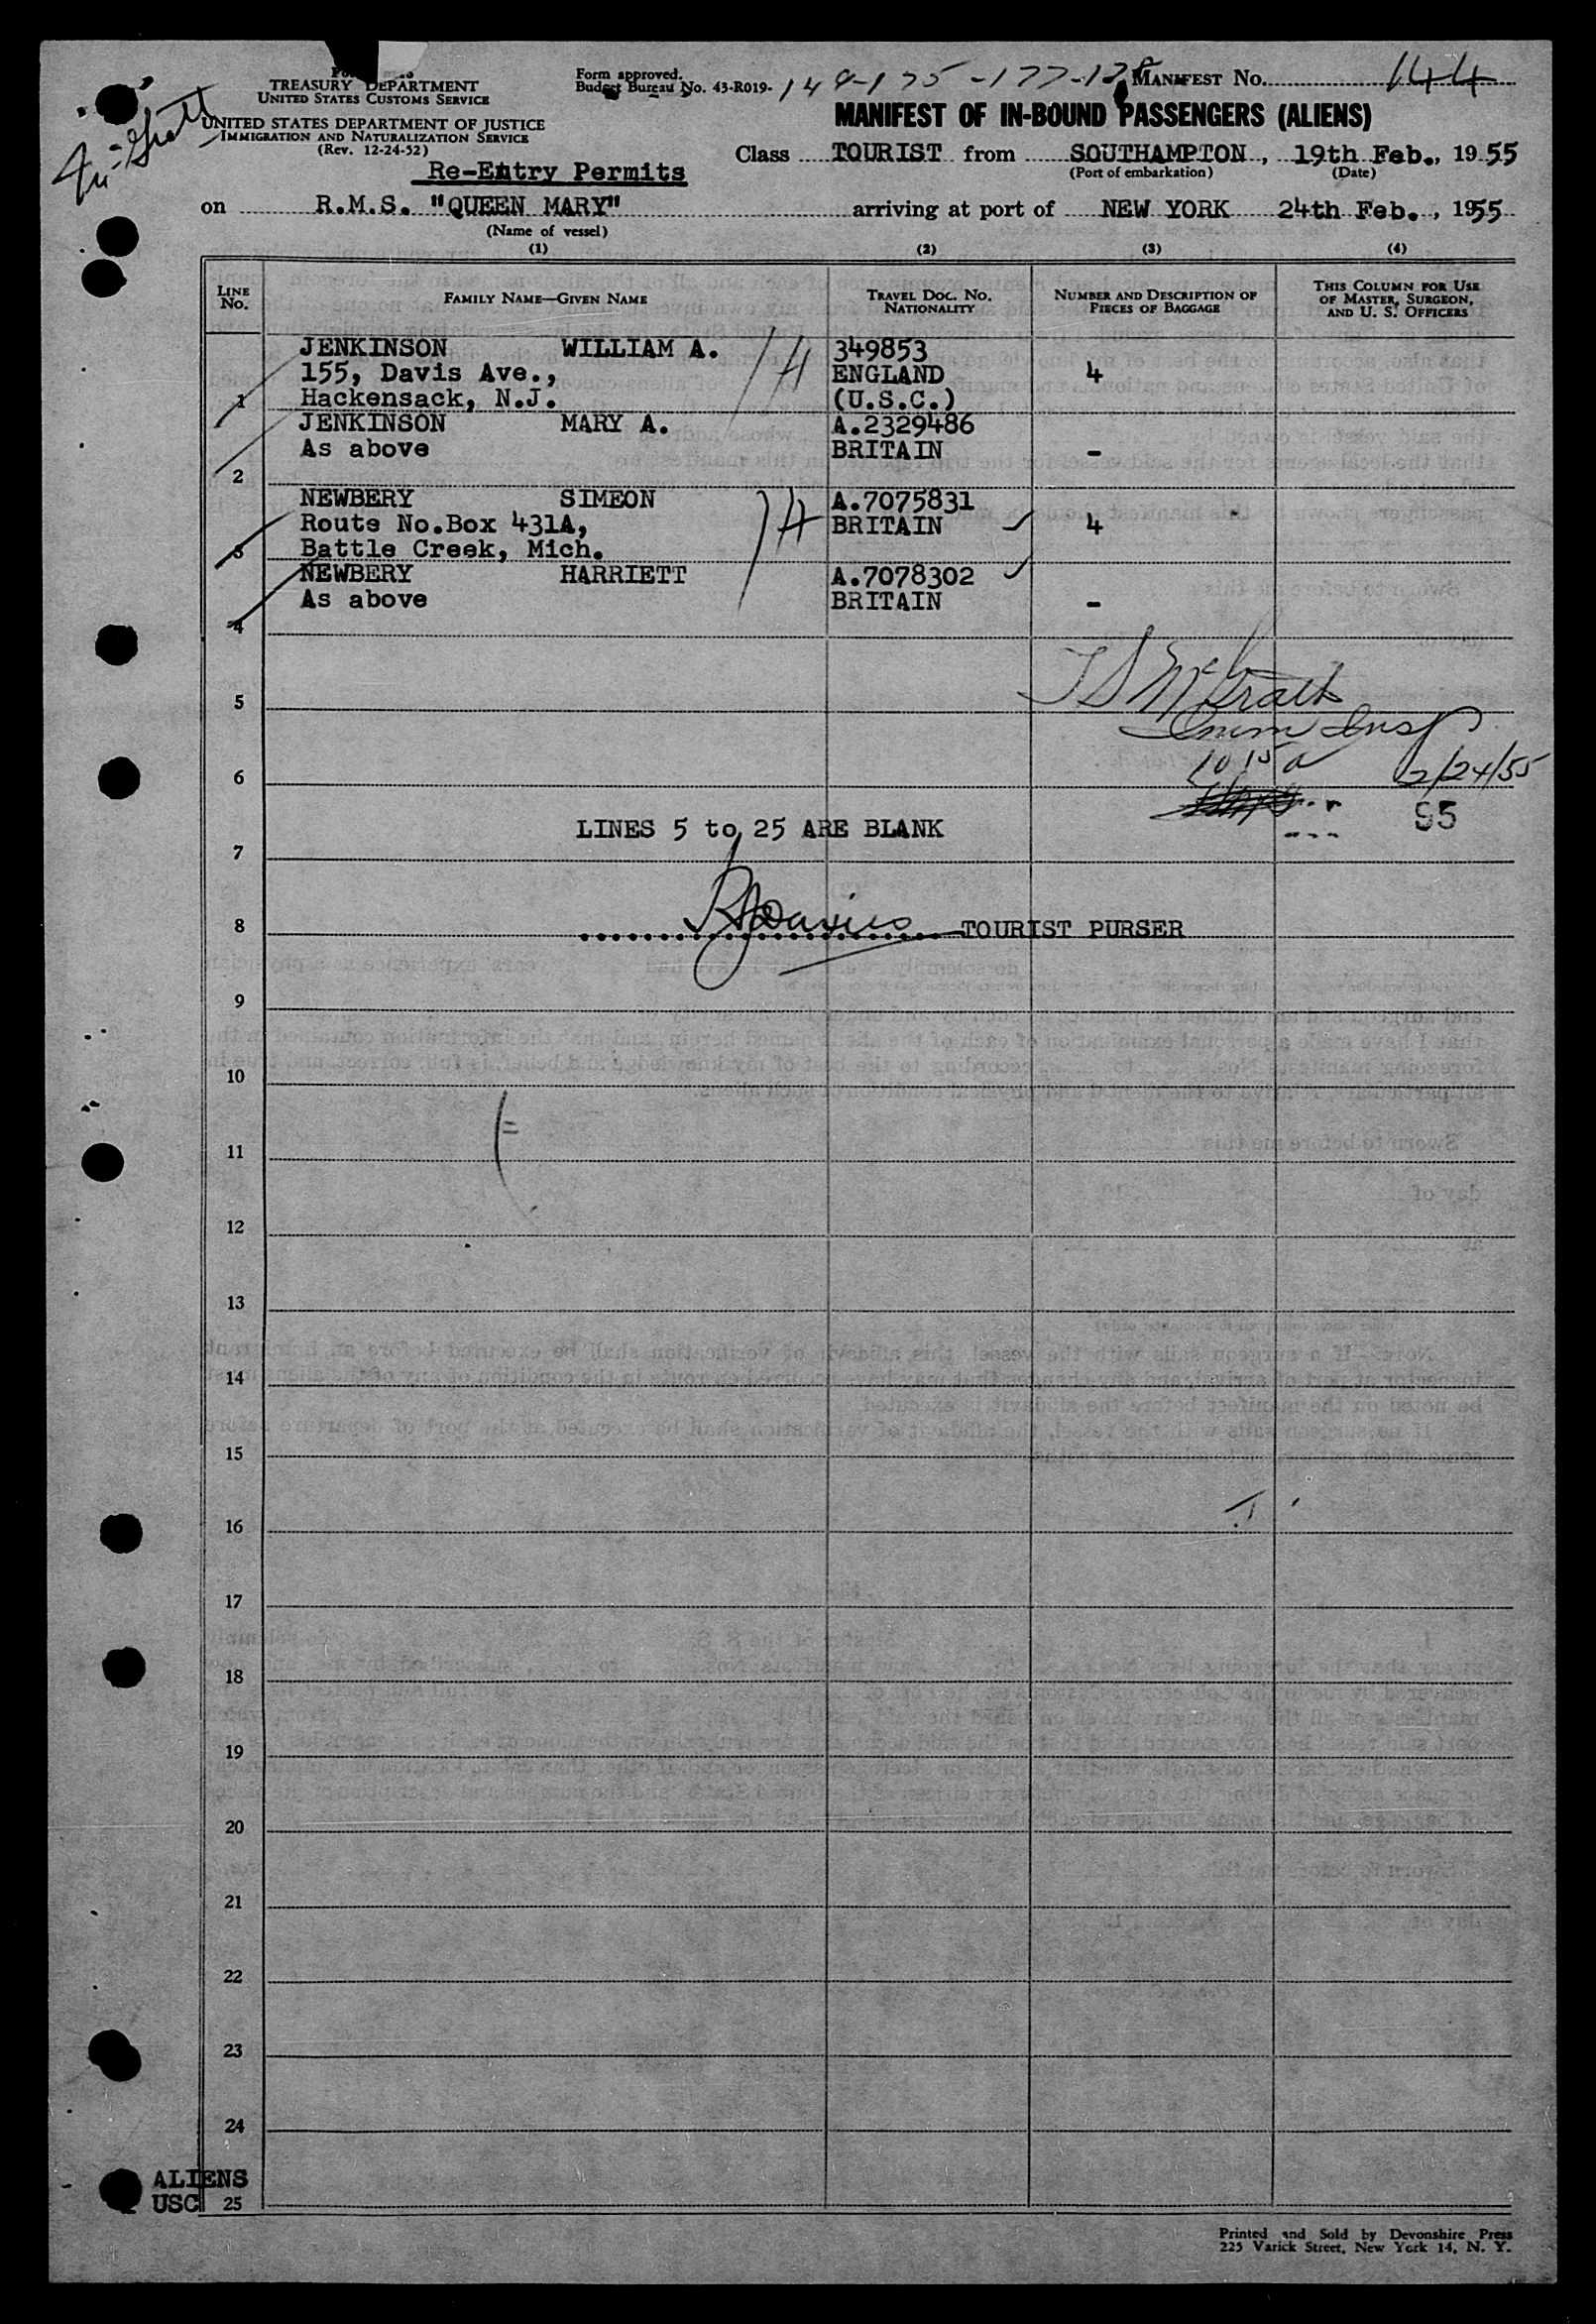 TREASURY DEPARTMENT
UNITED STATES CUSTOMS SERVICE
UNITED STATES DEPARTMENT OF JUSTICE
IMMIGRATION AND NATURALIZATION SERVICE
(Rev. 12-24-52)
Re-Entry Permits
Form approved.
Budget Bureau No. 43-R019-
MANIFEST No. 144
MANIFEST OF IN-BOUND PASSENGERS (ALIENS)
Class TOURIST from SOUTHAMPTON, 19th Feb., 1955
(Port of embarkation) (Date)
on R.M.S. "QUEEN MARY" arriving at port of NEW YORK 24th Feb., 1955
(Name of vessel)
(1) (2) (3) (4)
LINE No. FAMILY NAME—GIVEN NAME TRAVEL DOC. NO. NATIONALITY NUMBER AND DESCRIPTION OF PIECES OF BAGGAGE THIS COLUMN FOR USE OF MASTER, SURGEON, AND U. S. OFFICERS
JENKINSON WILLIAM A. 349853
155, Davis Ave., ENGLAND 4
1 Hackensack, N.J. (U.S.C.)
JENKINSON MARY A. A.2329486
As above BRITAIN -
2
NEWBERY SIMEON A.7075831
Route No.Box 431A, BRITAIN 4
3 Battle Creek, Mich.
NEWBERY HARRIETT A.7078302
As above BRITAIN -
4
5
Imm Insp
10 15 a 2/24/55
6
95
LINES 5 to 25 ARE BLANK
7
8 TOURIST PURSER
9
10
11
12
13
14
15
16
17
18
19
20
21
22
23
24
ALIENS
USC 25
Printed and Sold by Devonshire Press
225 Varick Street, New York 14, N. Y.